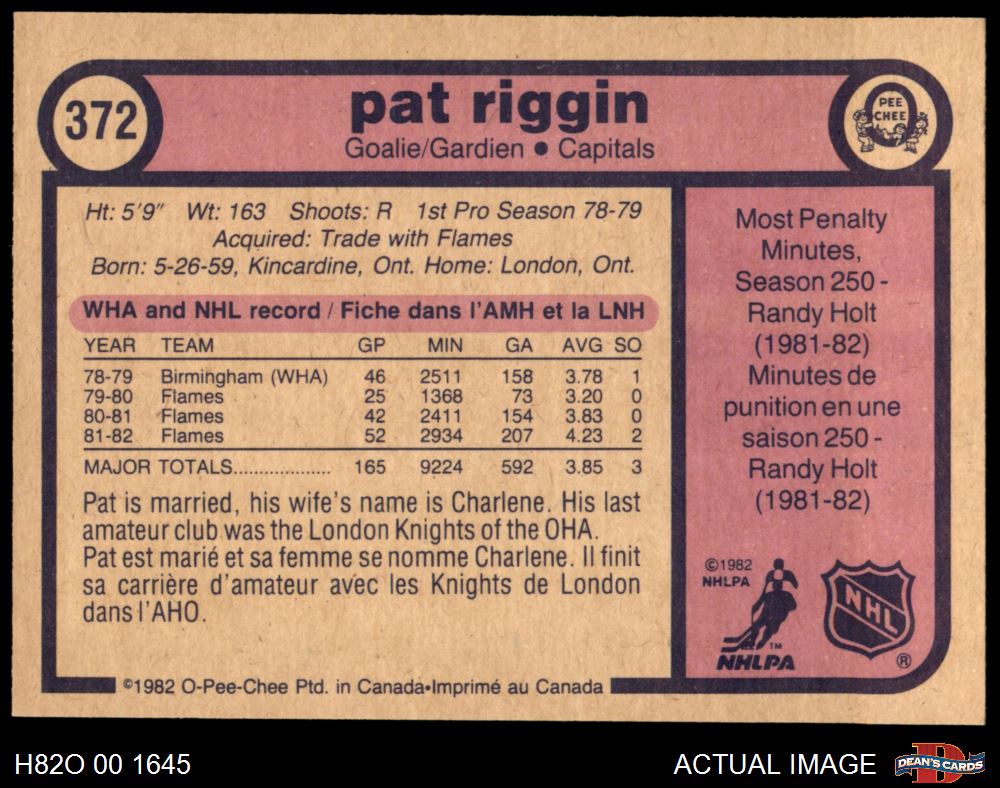 372
pat riggin
Goalie/Gardien • Capitals
PEE
CHEE
Ht: 5'9" Wt: 163 Shoots: R 1st Pro Season 78-79
Acquired: Trade with Flames
Born: 5-26-59, Kincardine, Ont. Home: London, Ont.
WHA and NHL record / Fiche dans l'AMH et la LNH
YEAR TEAM GP MIN GA AVG SO
78-79 Birmingham (WHA) 46 2511 158 3.78 1
79-80 Flames 25 1368 73 3.20 0
80-81 Flames 42 2411 154 3.83 0
81-82 Flames 52 2934 207 4.23 2
MAJOR TOTALS................... 165 9224 592 3.85 3
Pat is married, his wife's name is Charlene. His last
amateur club was the London Knights of the OHA.
Pat est marié et sa femme se nomme Charlene. Il finit
sa carrière d'amateur avec les Knights de London
dans l'AHO.
Most Penalty
Minutes,
Season 250 -
Randy Holt
(1981-82)
Minutes de
punition en une
saison 250 -
Randy Holt
(1981-82)
©1982
NHLPA
TM
NHLPA
NHL
®
©1982 O-Pee-Chee Ptd. in Canada•Imprimé au Canada
H82O 00 1645
ACTUAL IMAGE
DEAN'S CARDS